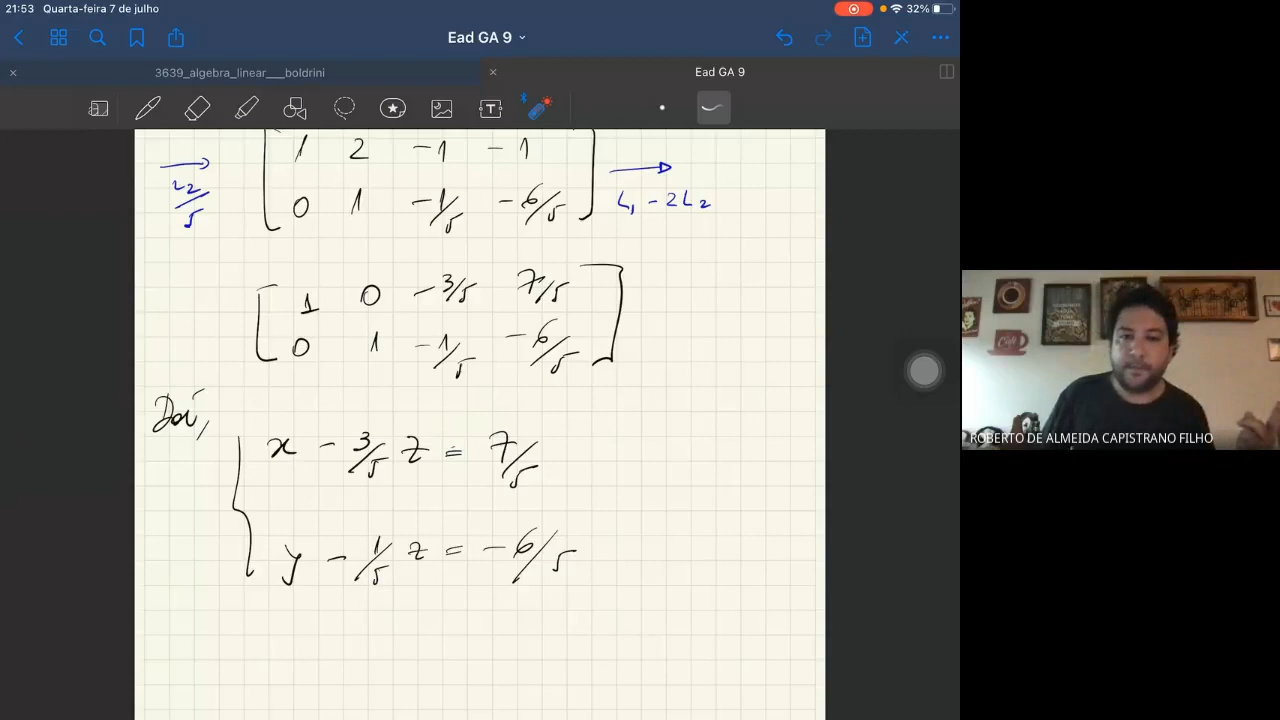 21:53 Quarta-feira 7 de julho 32%
Ead GA 9
3639_algebra_linear___boldrini
Ead GA 9
T
1 2 -1 -1
L2/5
0 1 -1/5 -6/5
L1 - 2L2
1 0 -3/5 7/5
0 1 -1/5 -6/5
Daí,
x - 3/5 z = 7/5
y - 1/5 z = -6/5
Café
ROBERTO DE ALMEIDA CAPISTRANO FILHO